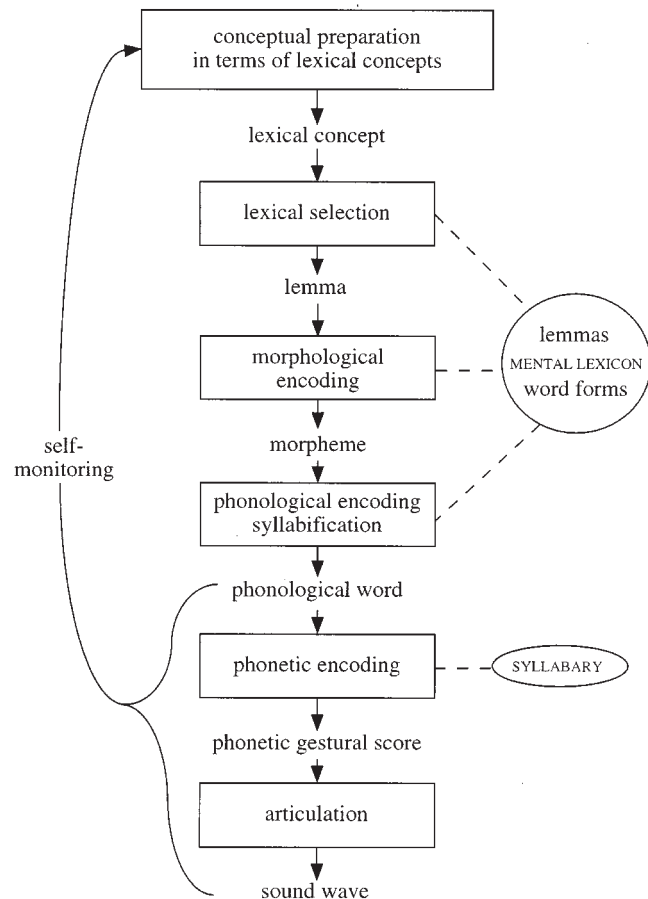 conceptual preparation
in terms of lexical concepts
lexical concept
lexical selection
lemma
lemmas
MENTAL LEXICON
word forms
morphological
encoding
morpheme
self-
monitoring
phonological encoding
syllabification
phonological word
phonetic encoding
SYLLABARY
phonetic gestural score
articulation
sound wave